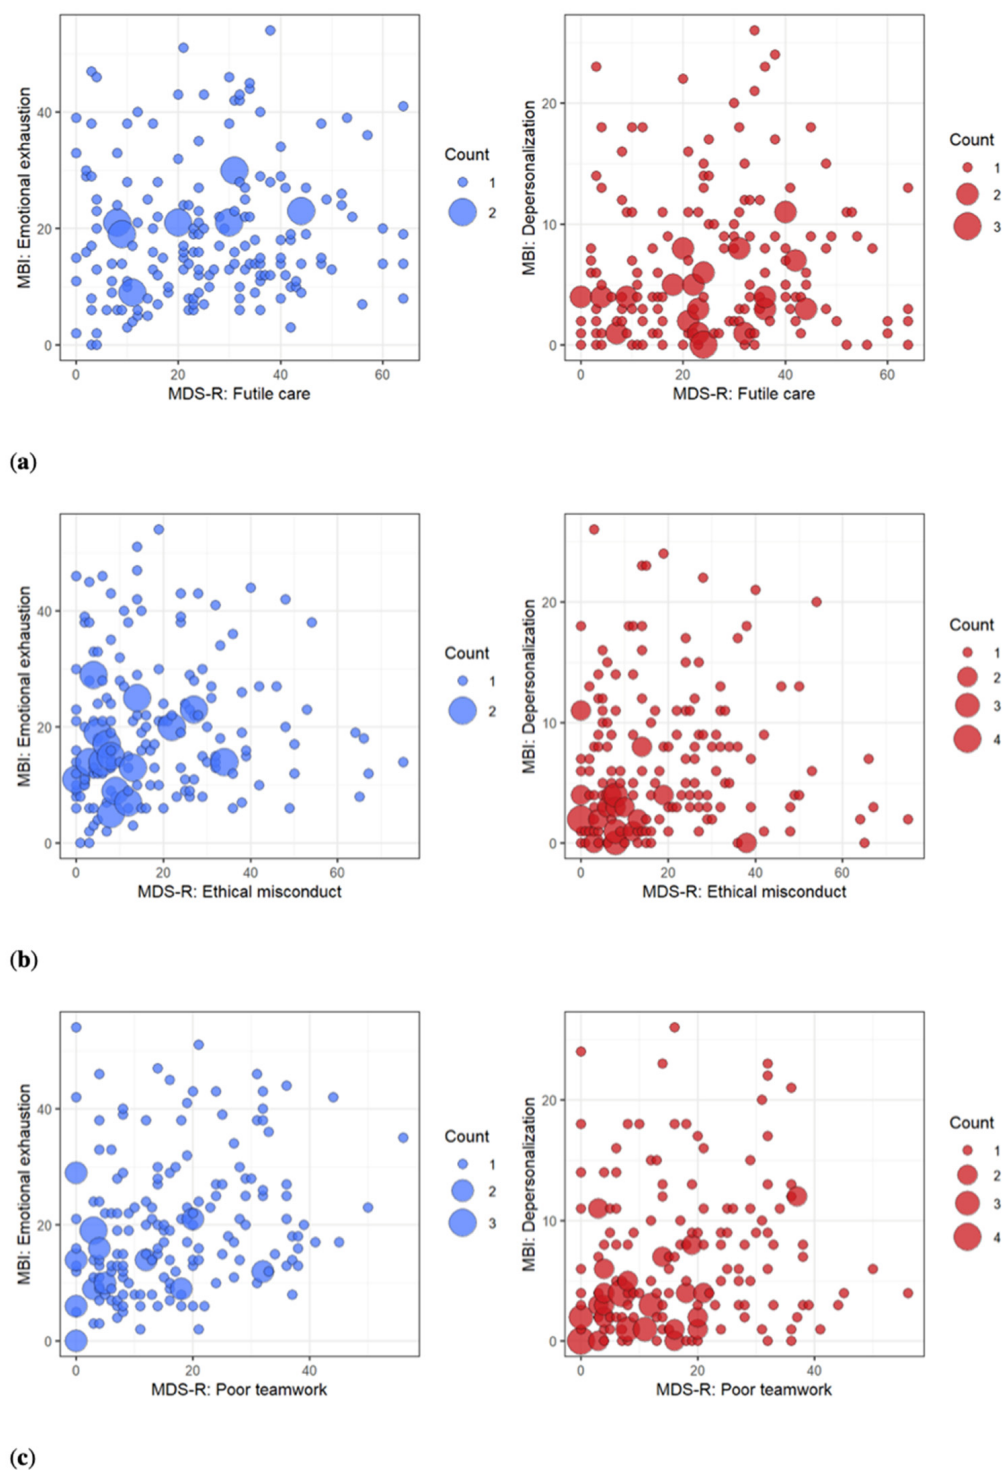 MBI: Emotional exhaustion
40
20
0
0 20 40 60
MDS-R: Futile care
Count
1
2
MBI: Depersonalization
20
10
0
0 20 40 60
MDS-R: Futile care
Count
1
2
3
(a)
MBI: Emotional exhaustion
40
20
0
0 20 40 60
MDS-R: Ethical misconduct
Count
1
2
MBI: Depersonalization
20
10
0
0 20 40 60
MDS-R: Ethical misconduct
Count
1
2
3
4
(b)
MBI: Emotional exhaustion
40
20
0
0 20 40
MDS-R: Poor teamwork
Count
1
2
3
MBI: Depersonalization
20
10
0
0 20 40
MDS-R: Poor teamwork
Count
1
2
3
4
(c)